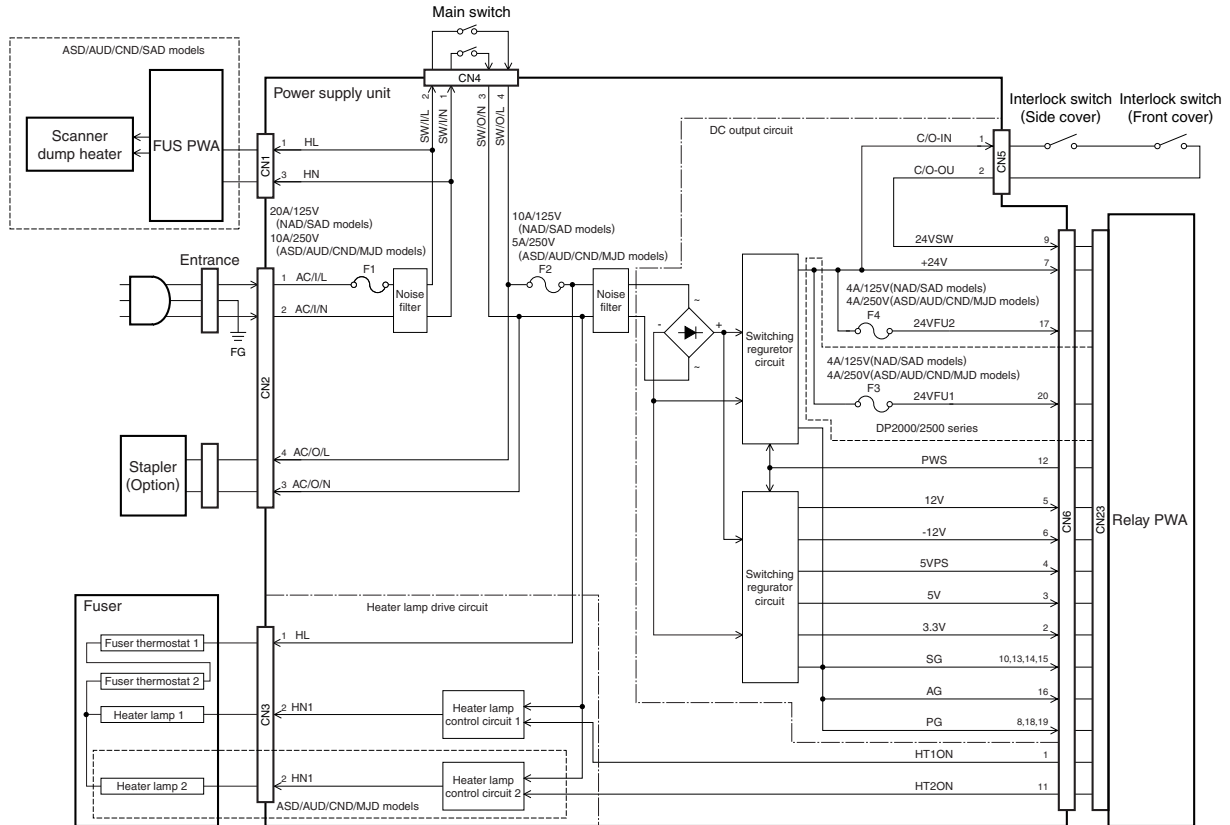 Main switch
ASD/AUD/CND/SAD models
CN4
Power supply unit
2
1
3
4
SW/I/L
SW/I/N
SW/O/N
SW/O/L
Interlock switch
(Side cover)
Interlock switch
(Front cover)
DC output circuit
Scanner
dump heater
FUS PWA
CN1
1
HL
3
HN
C/O-IN
1
CN5
C/O-OU
2
20A/125V
(NAD/SAD models)
10A/250V
(ASD/AUD/CND/MJD models)
10A/125V
(NAD/SAD models)
5A/250V
(ASD/AUD/CND/MJD models)
Entrance
1
AC/I/L
F1
Noise
filter
2
AC/I/N
FG
CN2
F2
Noise
filter
~
-
+
~
Switching
reguretor
circuit
24VSW
9
+24V
7
4A/125V(NAD/SAD models)
4A/250V(ASD/AUD/CND/MJD models)
F4
24VFU2
17
4A/125V(NAD/SAD models)
4A/250V(ASD/AUD/CND/MJD models)
F3
24VFU1
20
DP2000/2500 series
Stapler
(Option)
4
AC/O/L
3
AC/O/N
PWS
12
12V
5
-12V
6
5VPS
4
5V
3
3.3V
2
SG
10,13,14,15
AG
16
PG
8,18,19
Switching
regurator
circuit
CN6
CN23
Relay PWA
Fuser
Heater lamp drive circuit
Fuser thermostat 1
1
HL
Fuser thermostat 2
Heater lamp 1
CN3
2
HN1
Heater lamp
control circuit 1
HT1ON
1
Heater lamp 2
2
HN1
Heater lamp
control circuit 2
HT2ON
11
ASD/AUD/CND/MJD models